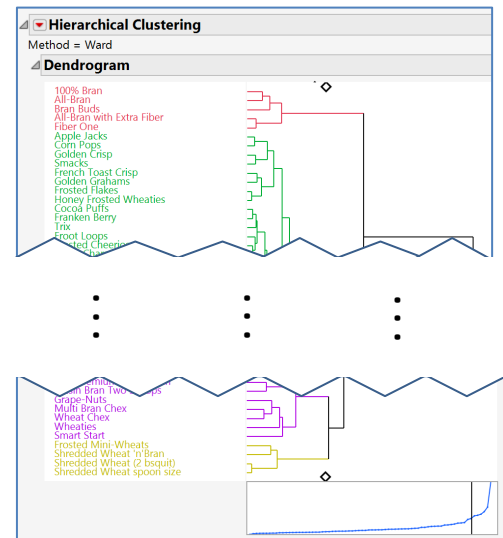 Hierarchical Clustering
Method = Ward
Dendrogram
100% Bran
All-Bran
Bran Buds
All-Bran with Extra Fiber
Fiber One
Apple Jacks
Corn Pops
Golden Crisp
Smacks
French Toast Crisp
Golden Grahams
Frosted Flakes
Honey Frosted Wheaties
Cocoa Puffs
Franken Berry
Trix
Froot Loops
Bran Two
Grape-Nuts
Multi Bran Chex
Wheat Chex
Wheaties
Smart Start
Frosted Mini-Wheats
Shredded Wheat 'n'Bran
Shredded Wheat (2 bsquit)
Shredded Wheat spoon size